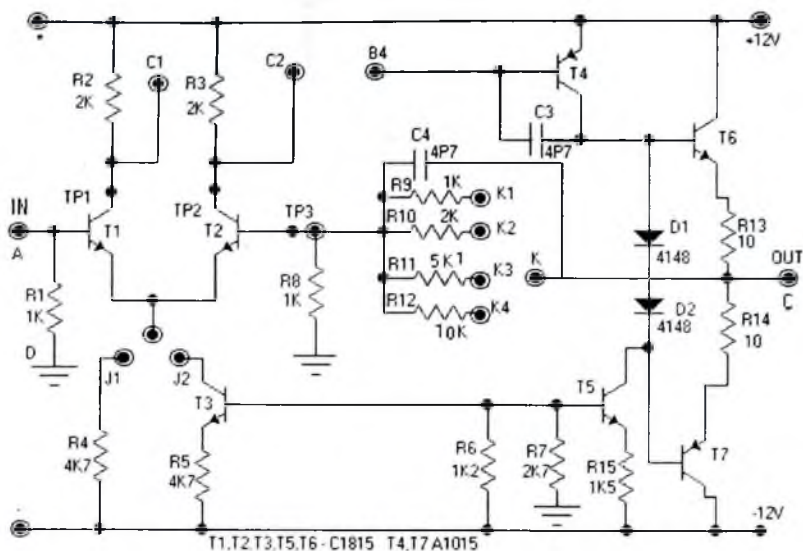 C1
C2
B4
+12V
R2
2K
R3
2K
T4
C3
4P7
C4
4P7
T6
IN
A
TP1
T1
TP2
T2
TP3
R9
1K
K1
R10
2K
K2
R11
5K1
K3
R12
10K
K4
K
R1
1K
R8
1K
D1
4148
D2
4148
R13
10
R14
10
OUT
C
D
J1
J2
T3
T5
T7
R4
4K7
R5
4K7
R6
1K2
R7
2K7
R15
1K5
-12V
T1,T2,T3,T5,T6 - C1815 T4,T7 A1015